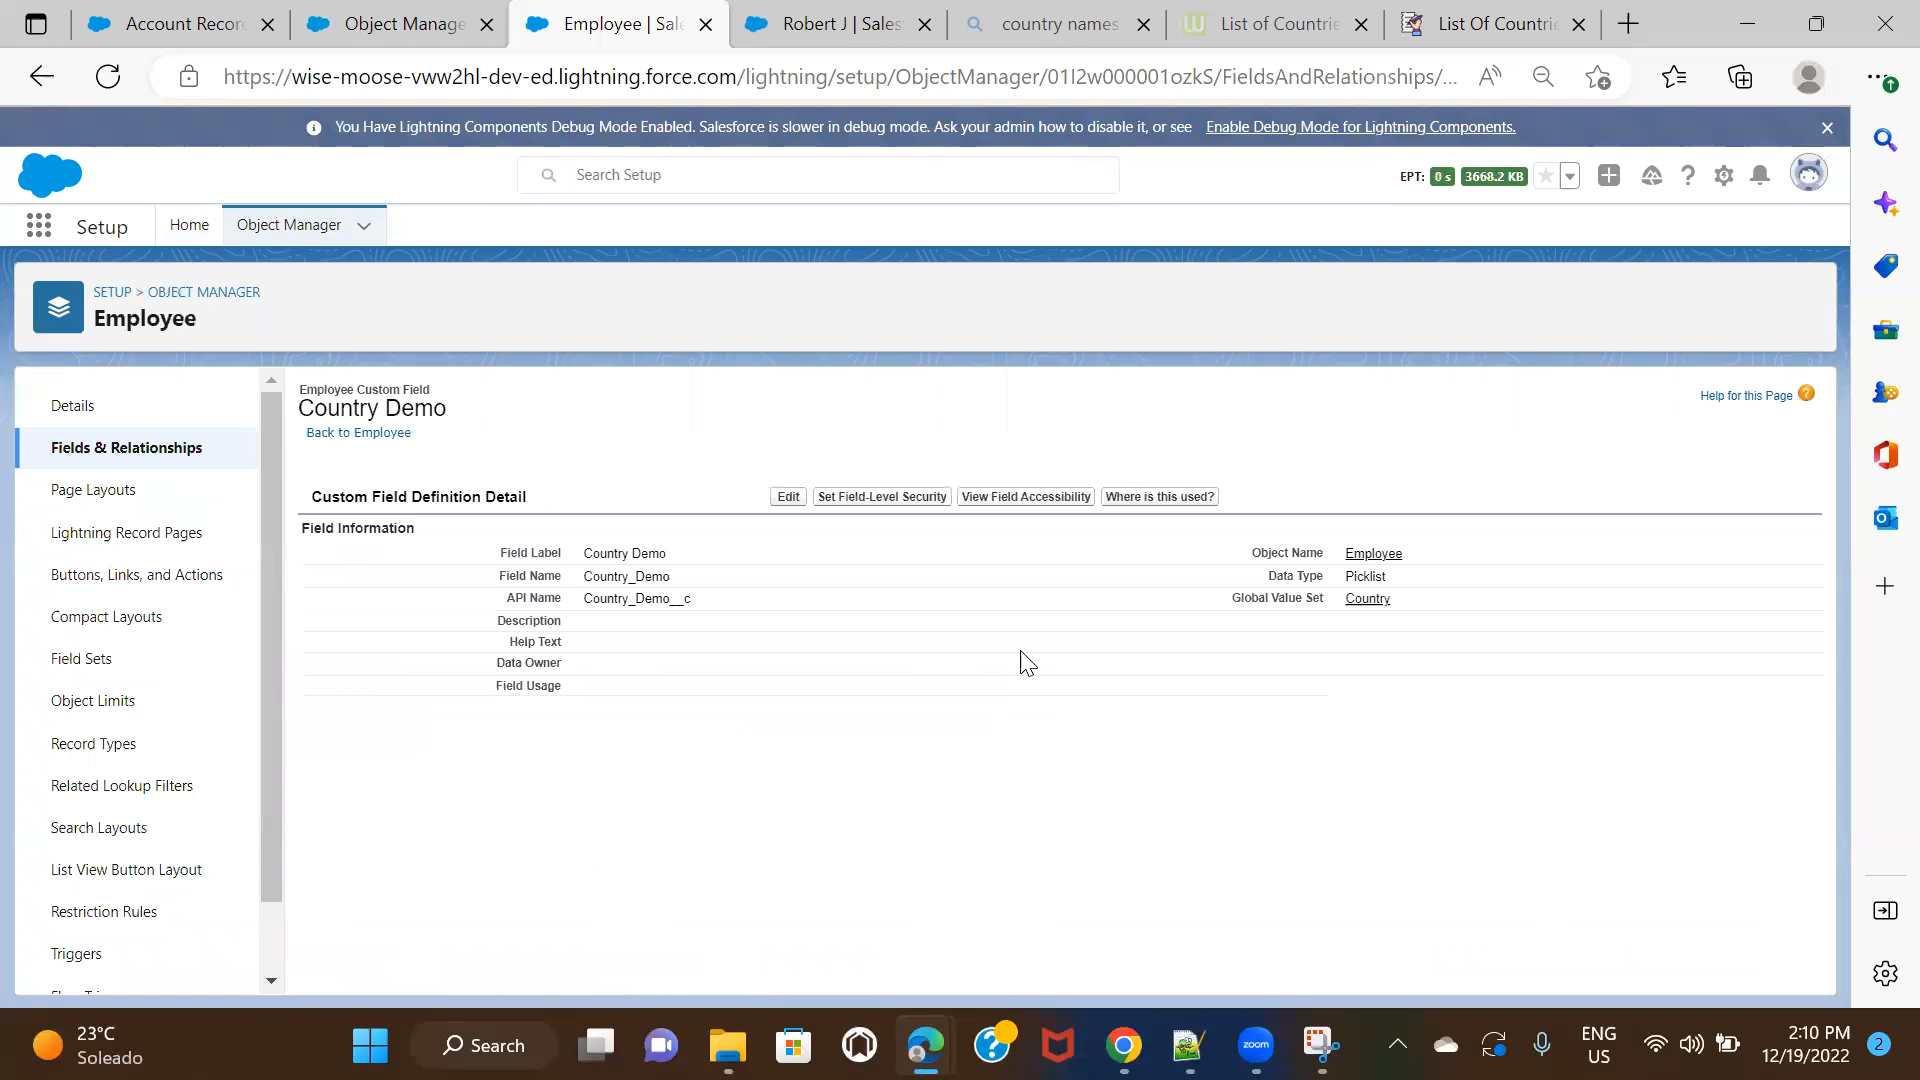 Account Recor
Object Manage
Employee | Sale
Robert J | Sales
country names
List of Countrie
List Of Countrie
https://wise-moose-vww2hl-dev-ed.lightning.force.com/lightning/setup/ObjectManager/01I2w000001ozkS/FieldsAndRelationships/...
You Have Lightning Components Debug Mode Enabled. Salesforce is slower in debug mode. Ask your admin how to disable it, or see Enable Debug Mode for Lightning Components.
Search Setup
EPT: 0 s 3668.2 KB
Setup
Home
Object Manager
SETUP > OBJECT MANAGER
Employee
Details
Fields & Relationships
Page Layouts
Lightning Record Pages
Buttons, Links, and Actions
Compact Layouts
Field Sets
Object Limits
Record Types
Related Lookup Filters
Search Layouts
List View Button Layout
Restriction Rules
Triggers
Employee Custom Field
Country Demo
Back to Employee
Help for this Page
Custom Field Definition Detail
Edit
Set Field-Level Security
View Field Accessibility
Where is this used?
Field Information
Field Label Country Demo Object Name Employee
Field Name Country_Demo Data Type Picklist
API Name Country_Demo__c Global Value Set Country
Description
Help Text
Data Owner
Field Usage
23°C
Soleado
Search
zoom
ENG
US
2:10 PM
12/19/2022
2